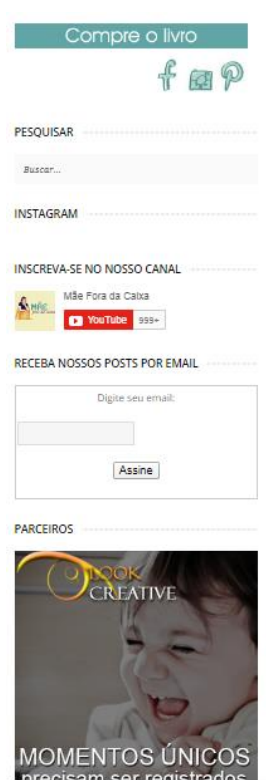 Compre o livro
PESQUISAR
Buscar...
INSTAGRAM
INSCREVA-SE NO NOSSO CANAL
Mãe Fora da Caixa
MÃE
YouTube 999+
RECEBA NOSSOS POSTS POR EMAIL
Digite seu email:
Assine
PARCEIROS
LOOK
CREATIVE
MOMENTOS ÚNICOS
precisam ser registrados